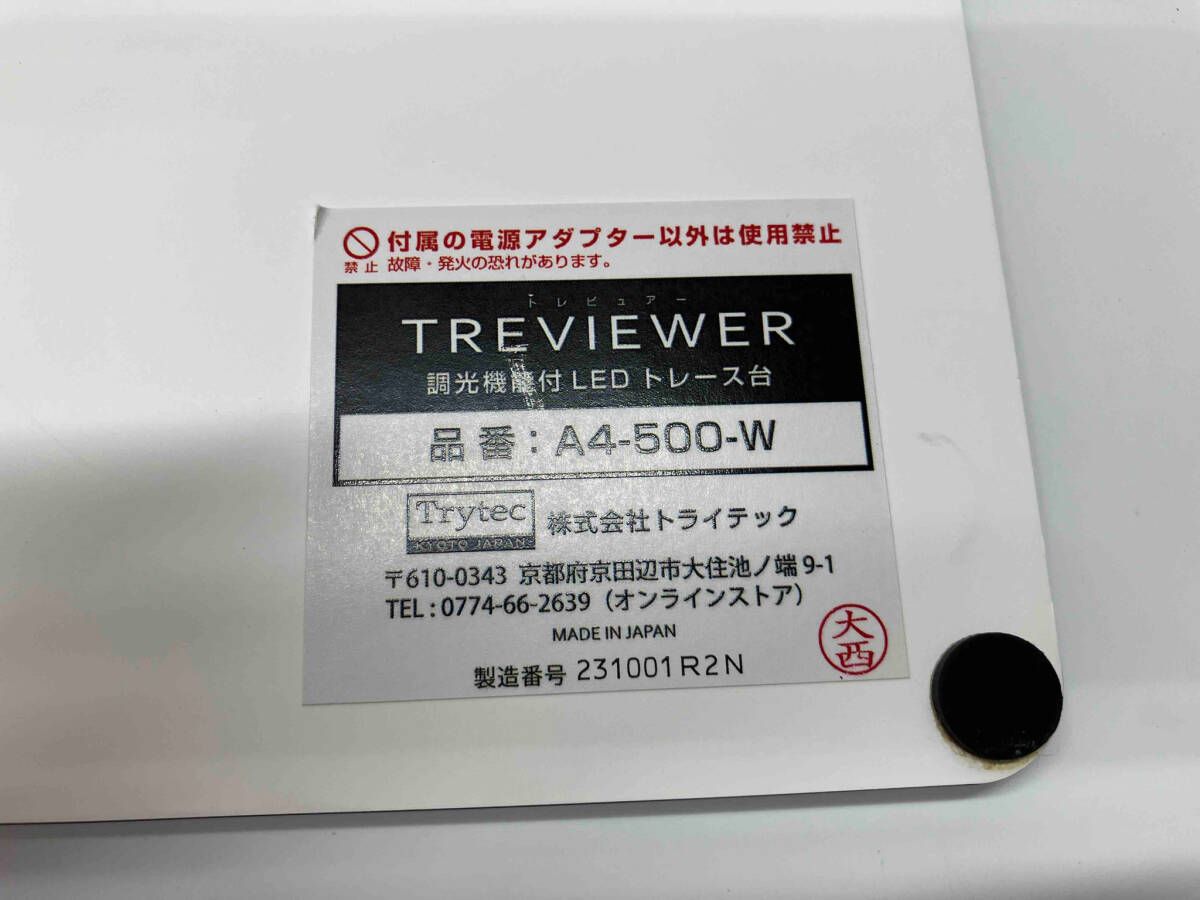 付属の電源アダプター以外は使用禁止
禁止 故障・発火の恐れがあります。
トレビュアー
TREVIEWER
調光機能付 LED トレース台
品番：A4-500-W
Trytec
KYOTO JAPAN
株式会社トライテック
〒610-0343 京都府京田辺市大住池ノ端 9-1
TEL : 0774-66-2639（オンラインストア）
MADE IN JAPAN
製造番号 231001R2N
大西